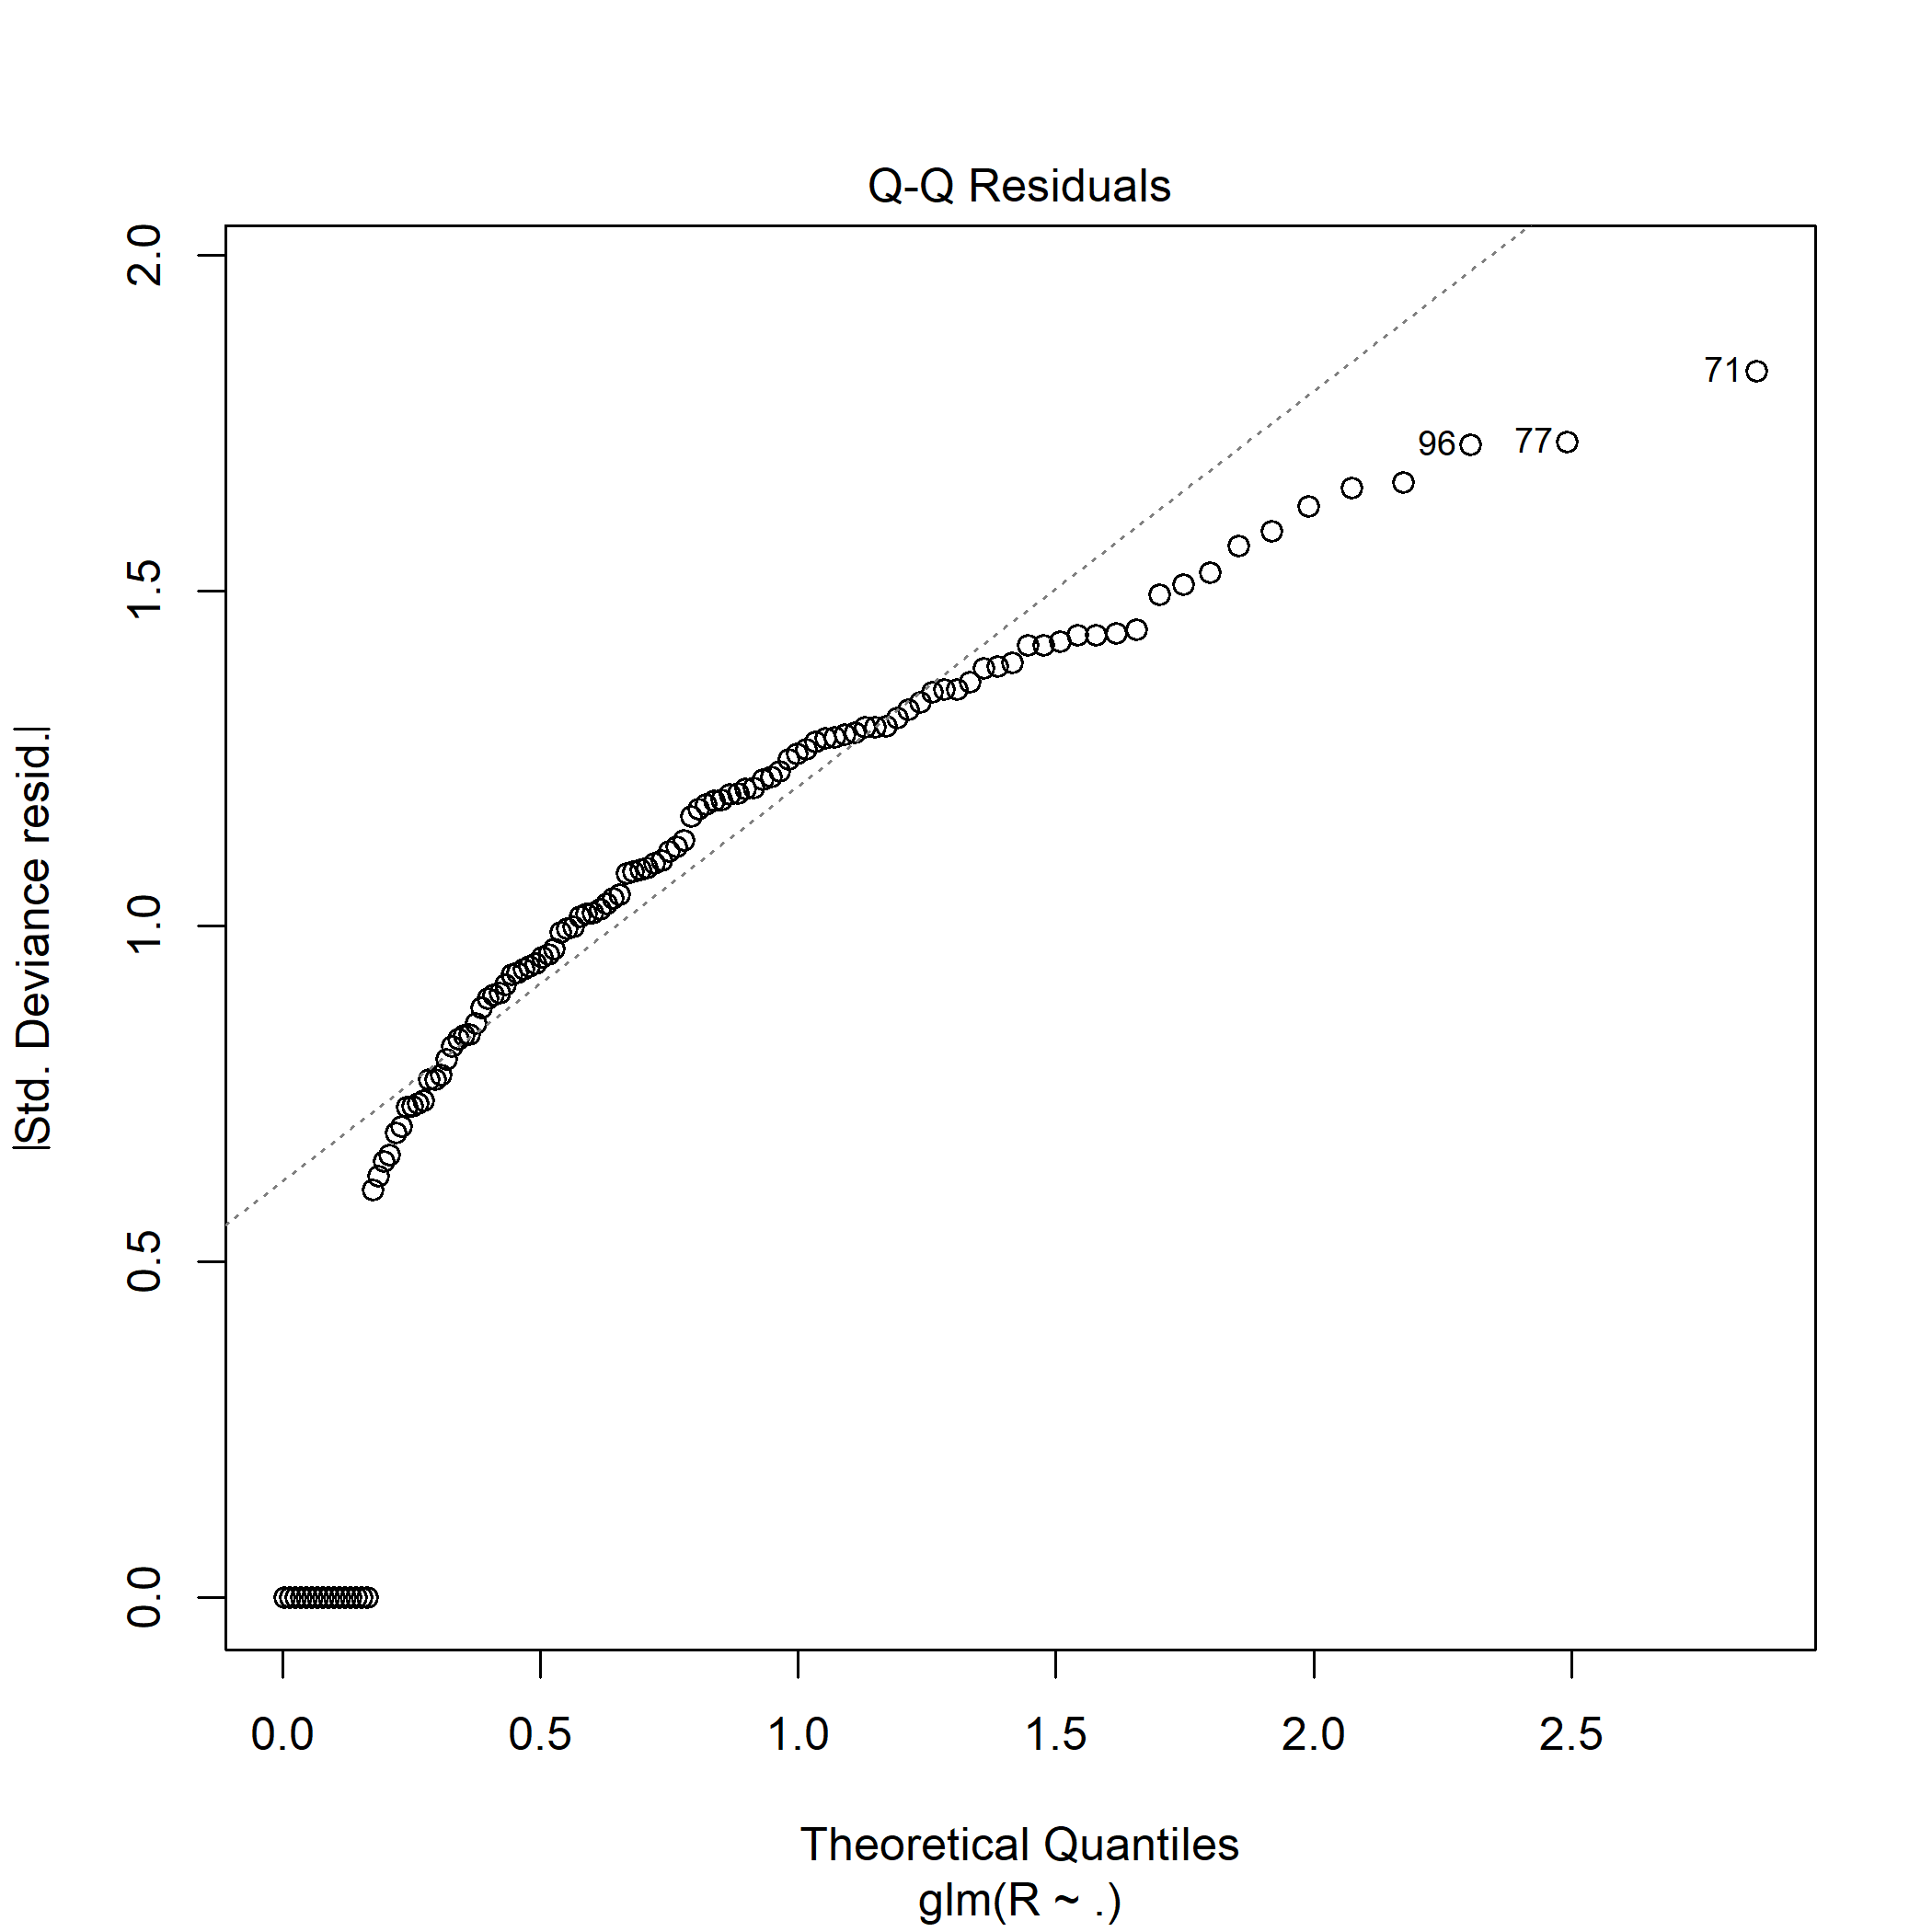 Q-Q Residuals
2.0
1.5
1.0
0.5
0.0
|Std. Deviance resid.|
71
96
77
0.0 0.5 1.0 1.5 2.0 2.5
Theoretical Quantiles
glm(R ~ .)